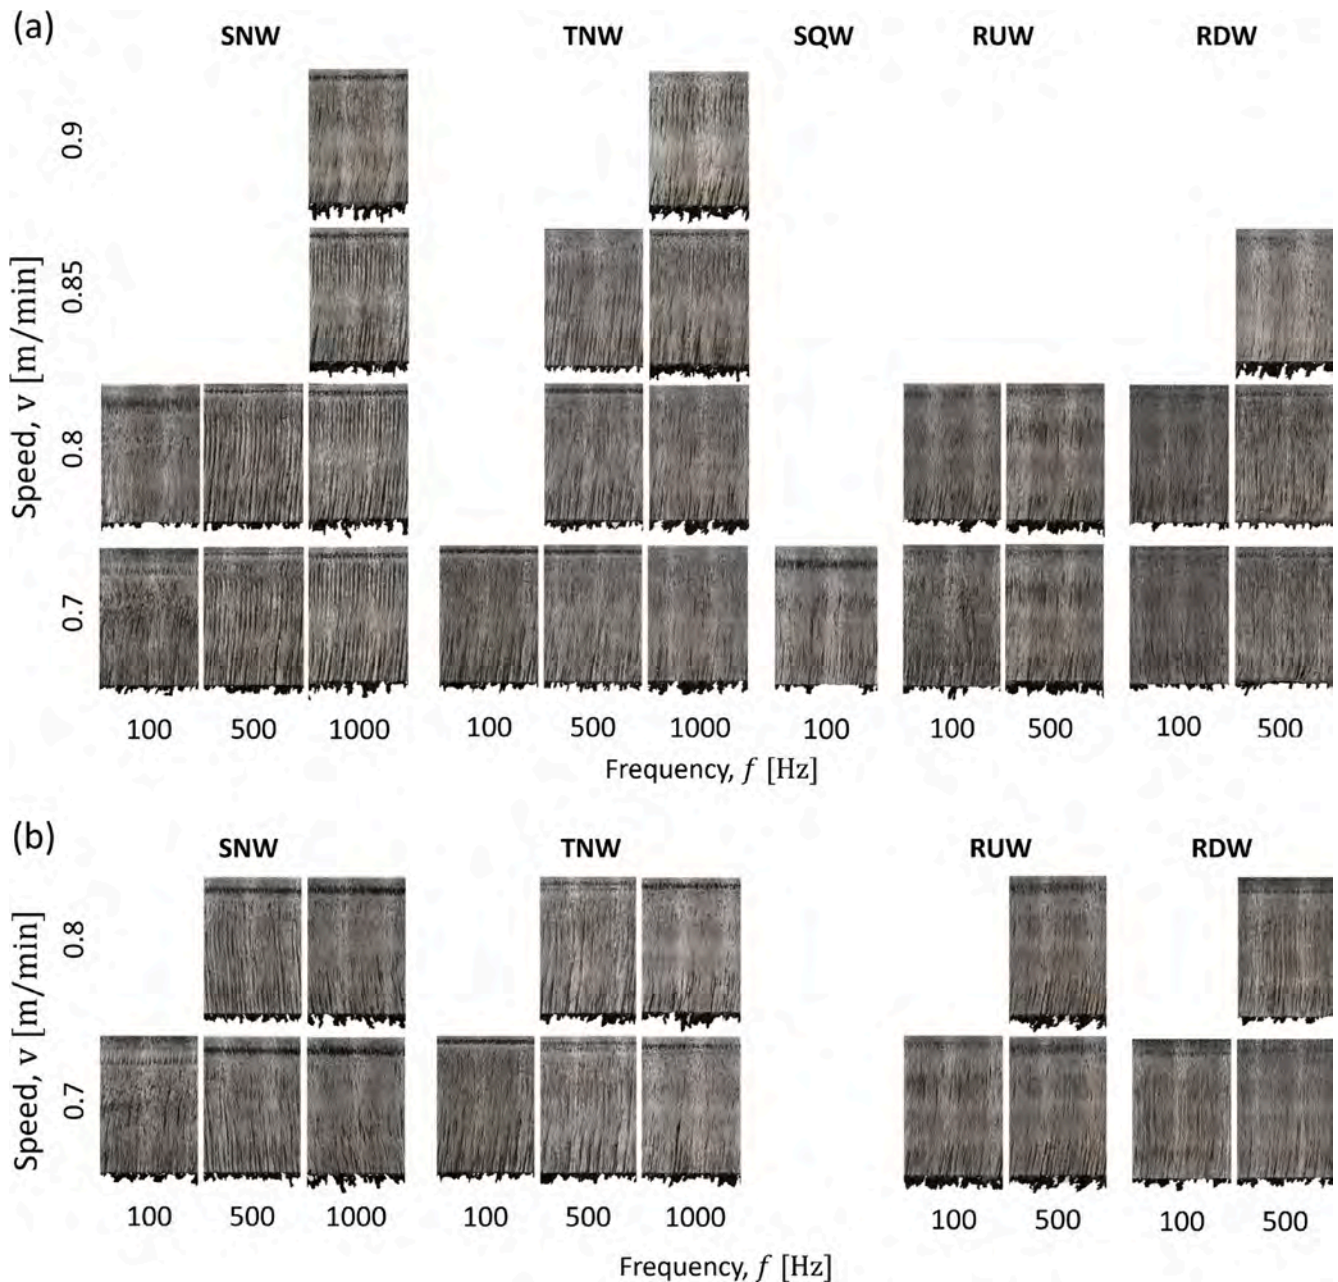 (a)
SNW TNW SQW RUW RDW
0.9
0.85
0.8
0.7
Speed, v [m/min]
100 500 1000 100 500 1000 100 100 500 100 500
Frequency, f [Hz]
(b)
SNW TNW RUW RDW
0.8
0.7
Speed, v [m/min]
100 500 1000 100 500 1000 100 500 100 500
Frequency, f [Hz]